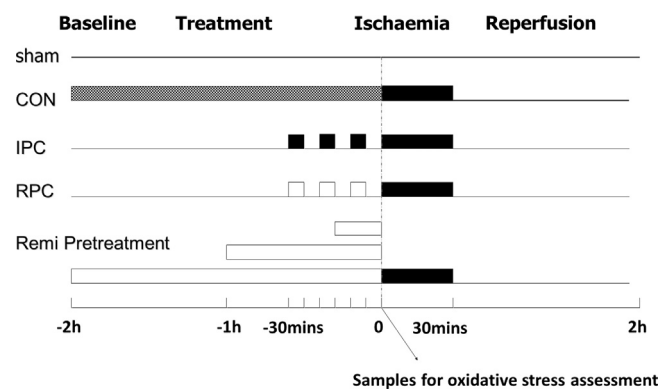 Baseline Treatment Ischaemia Reperfusion
sham
CON
IPC
RPC
Remi Pretreatment
-2h -1h -30mins 0 30mins 2h
Samples for oxidative stress assessment